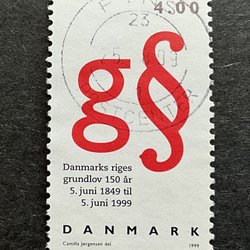 4.00
g§
Danmarks riges
grundlov 150 år
5. juni 1849 til
5. juni 1999
DANMARK
Camilla Jørgensen del.
1999